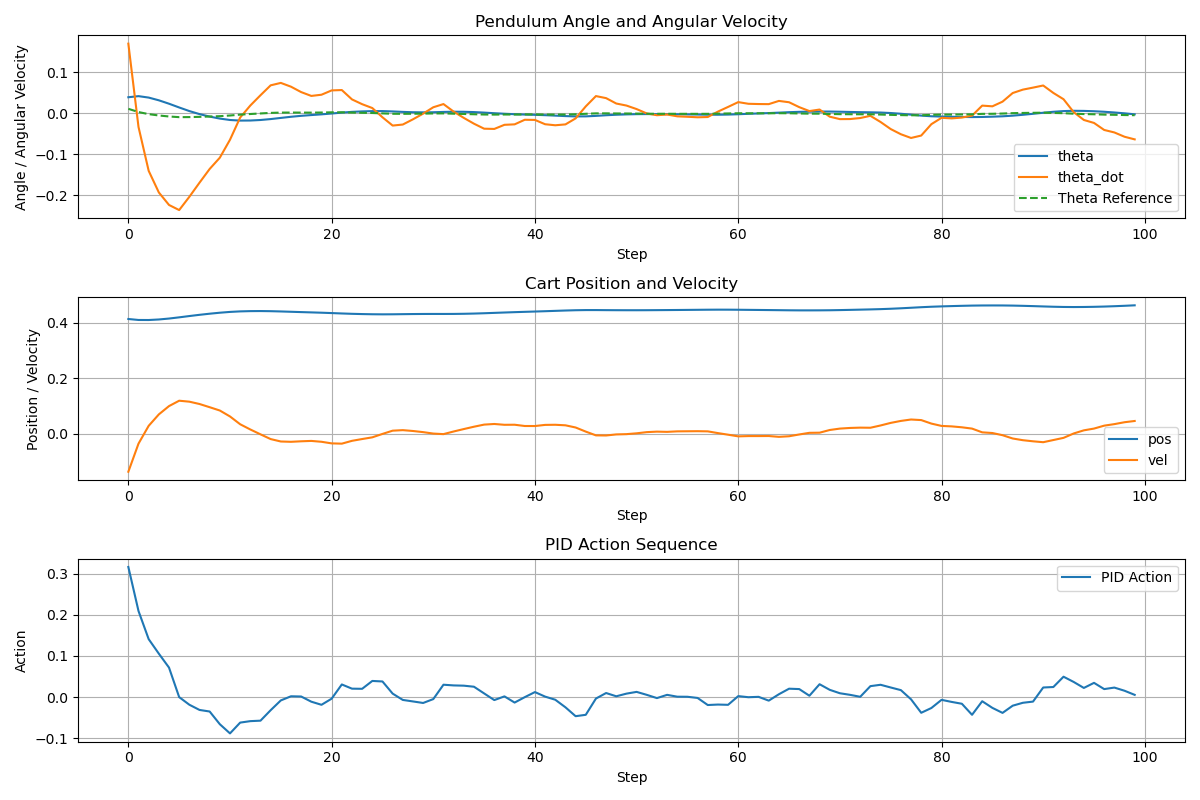 Pendulum Angle and Angular Velocity
Angle / Angular Velocity
0.1
0.0
−0.1
−0.2
theta
theta_dot
Theta Reference
0
20
40
60
80
100
Step
Cart Position and Velocity
Position / Velocity
0.4
0.2
0.0
pos
vel
0
20
40
60
80
100
Step
PID Action Sequence
Action
0.3
0.2
0.1
0.0
−0.1
PID Action
0
20
40
60
80
100
Step